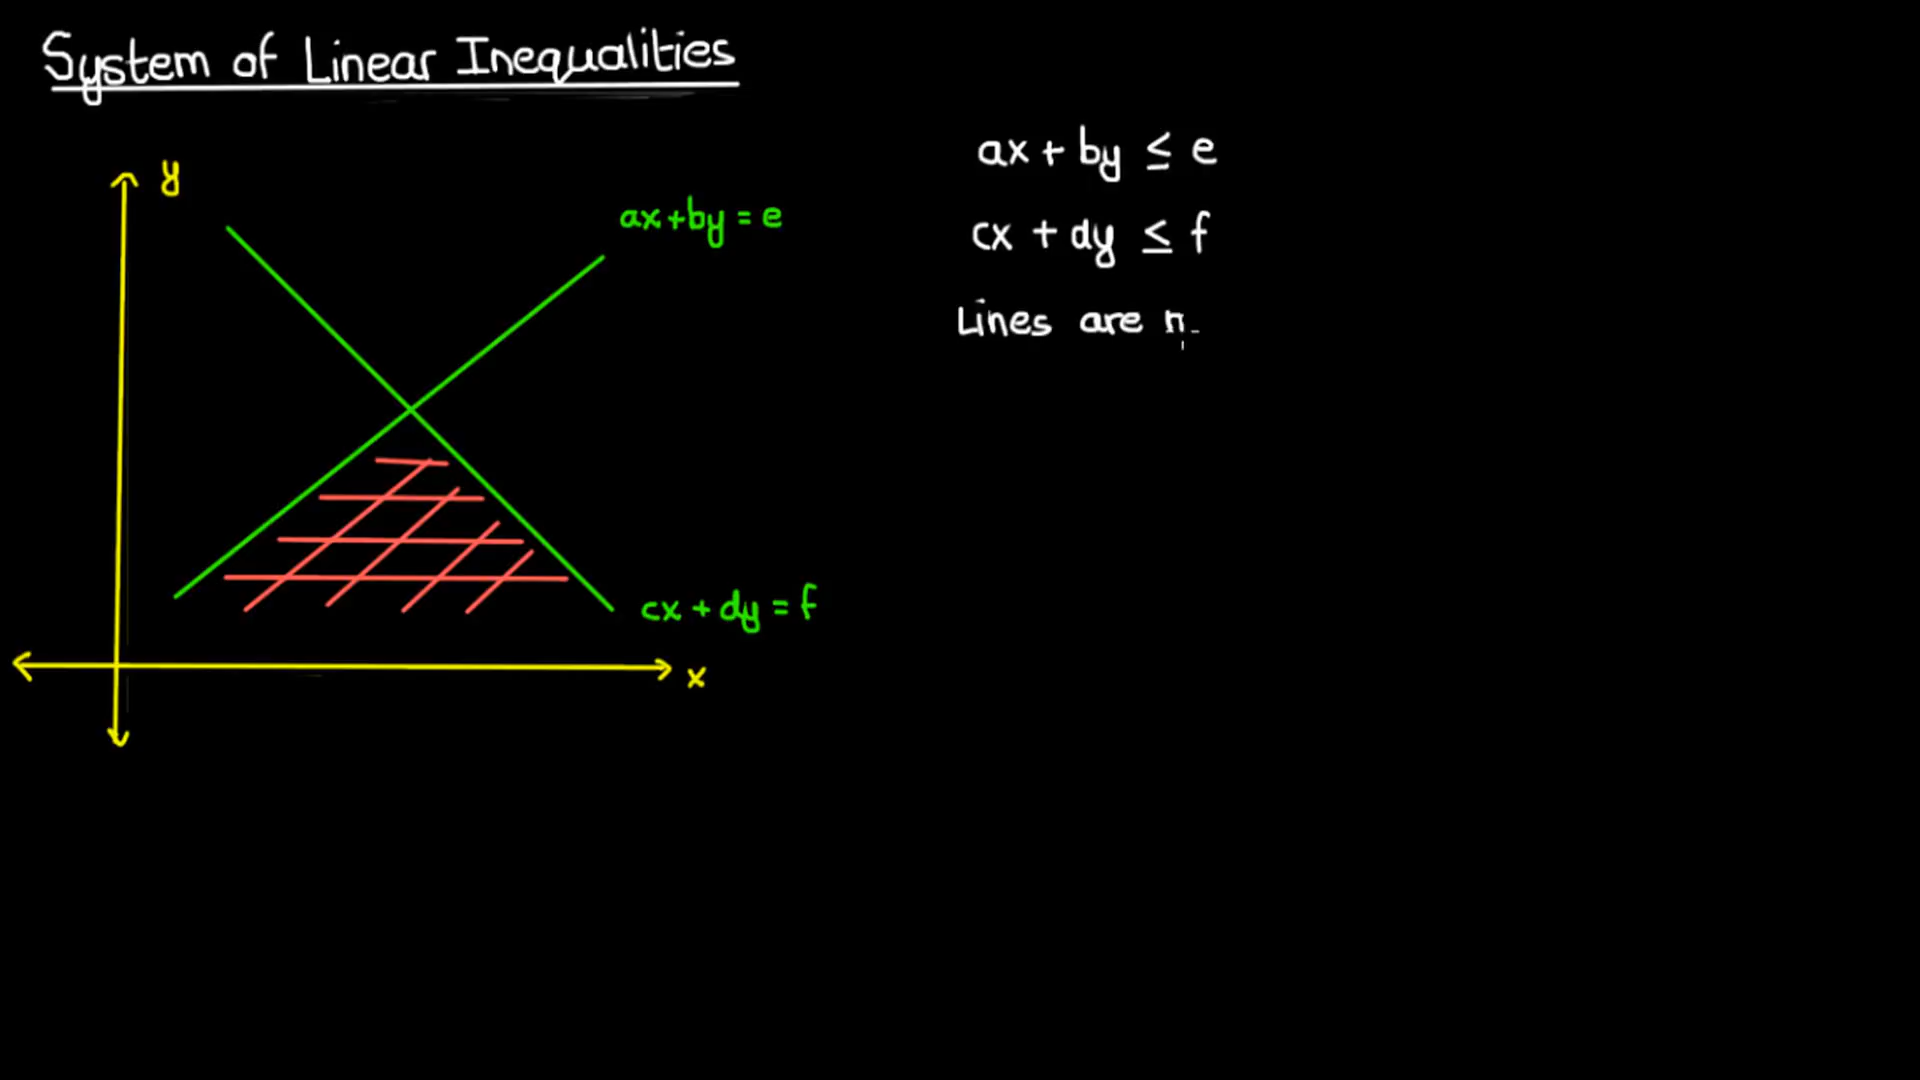 System of Linear Inequalities
y
ax+by = e
cx + dy = f
x
ax + by ≤ e
cx + dy ≤ f
Lines are